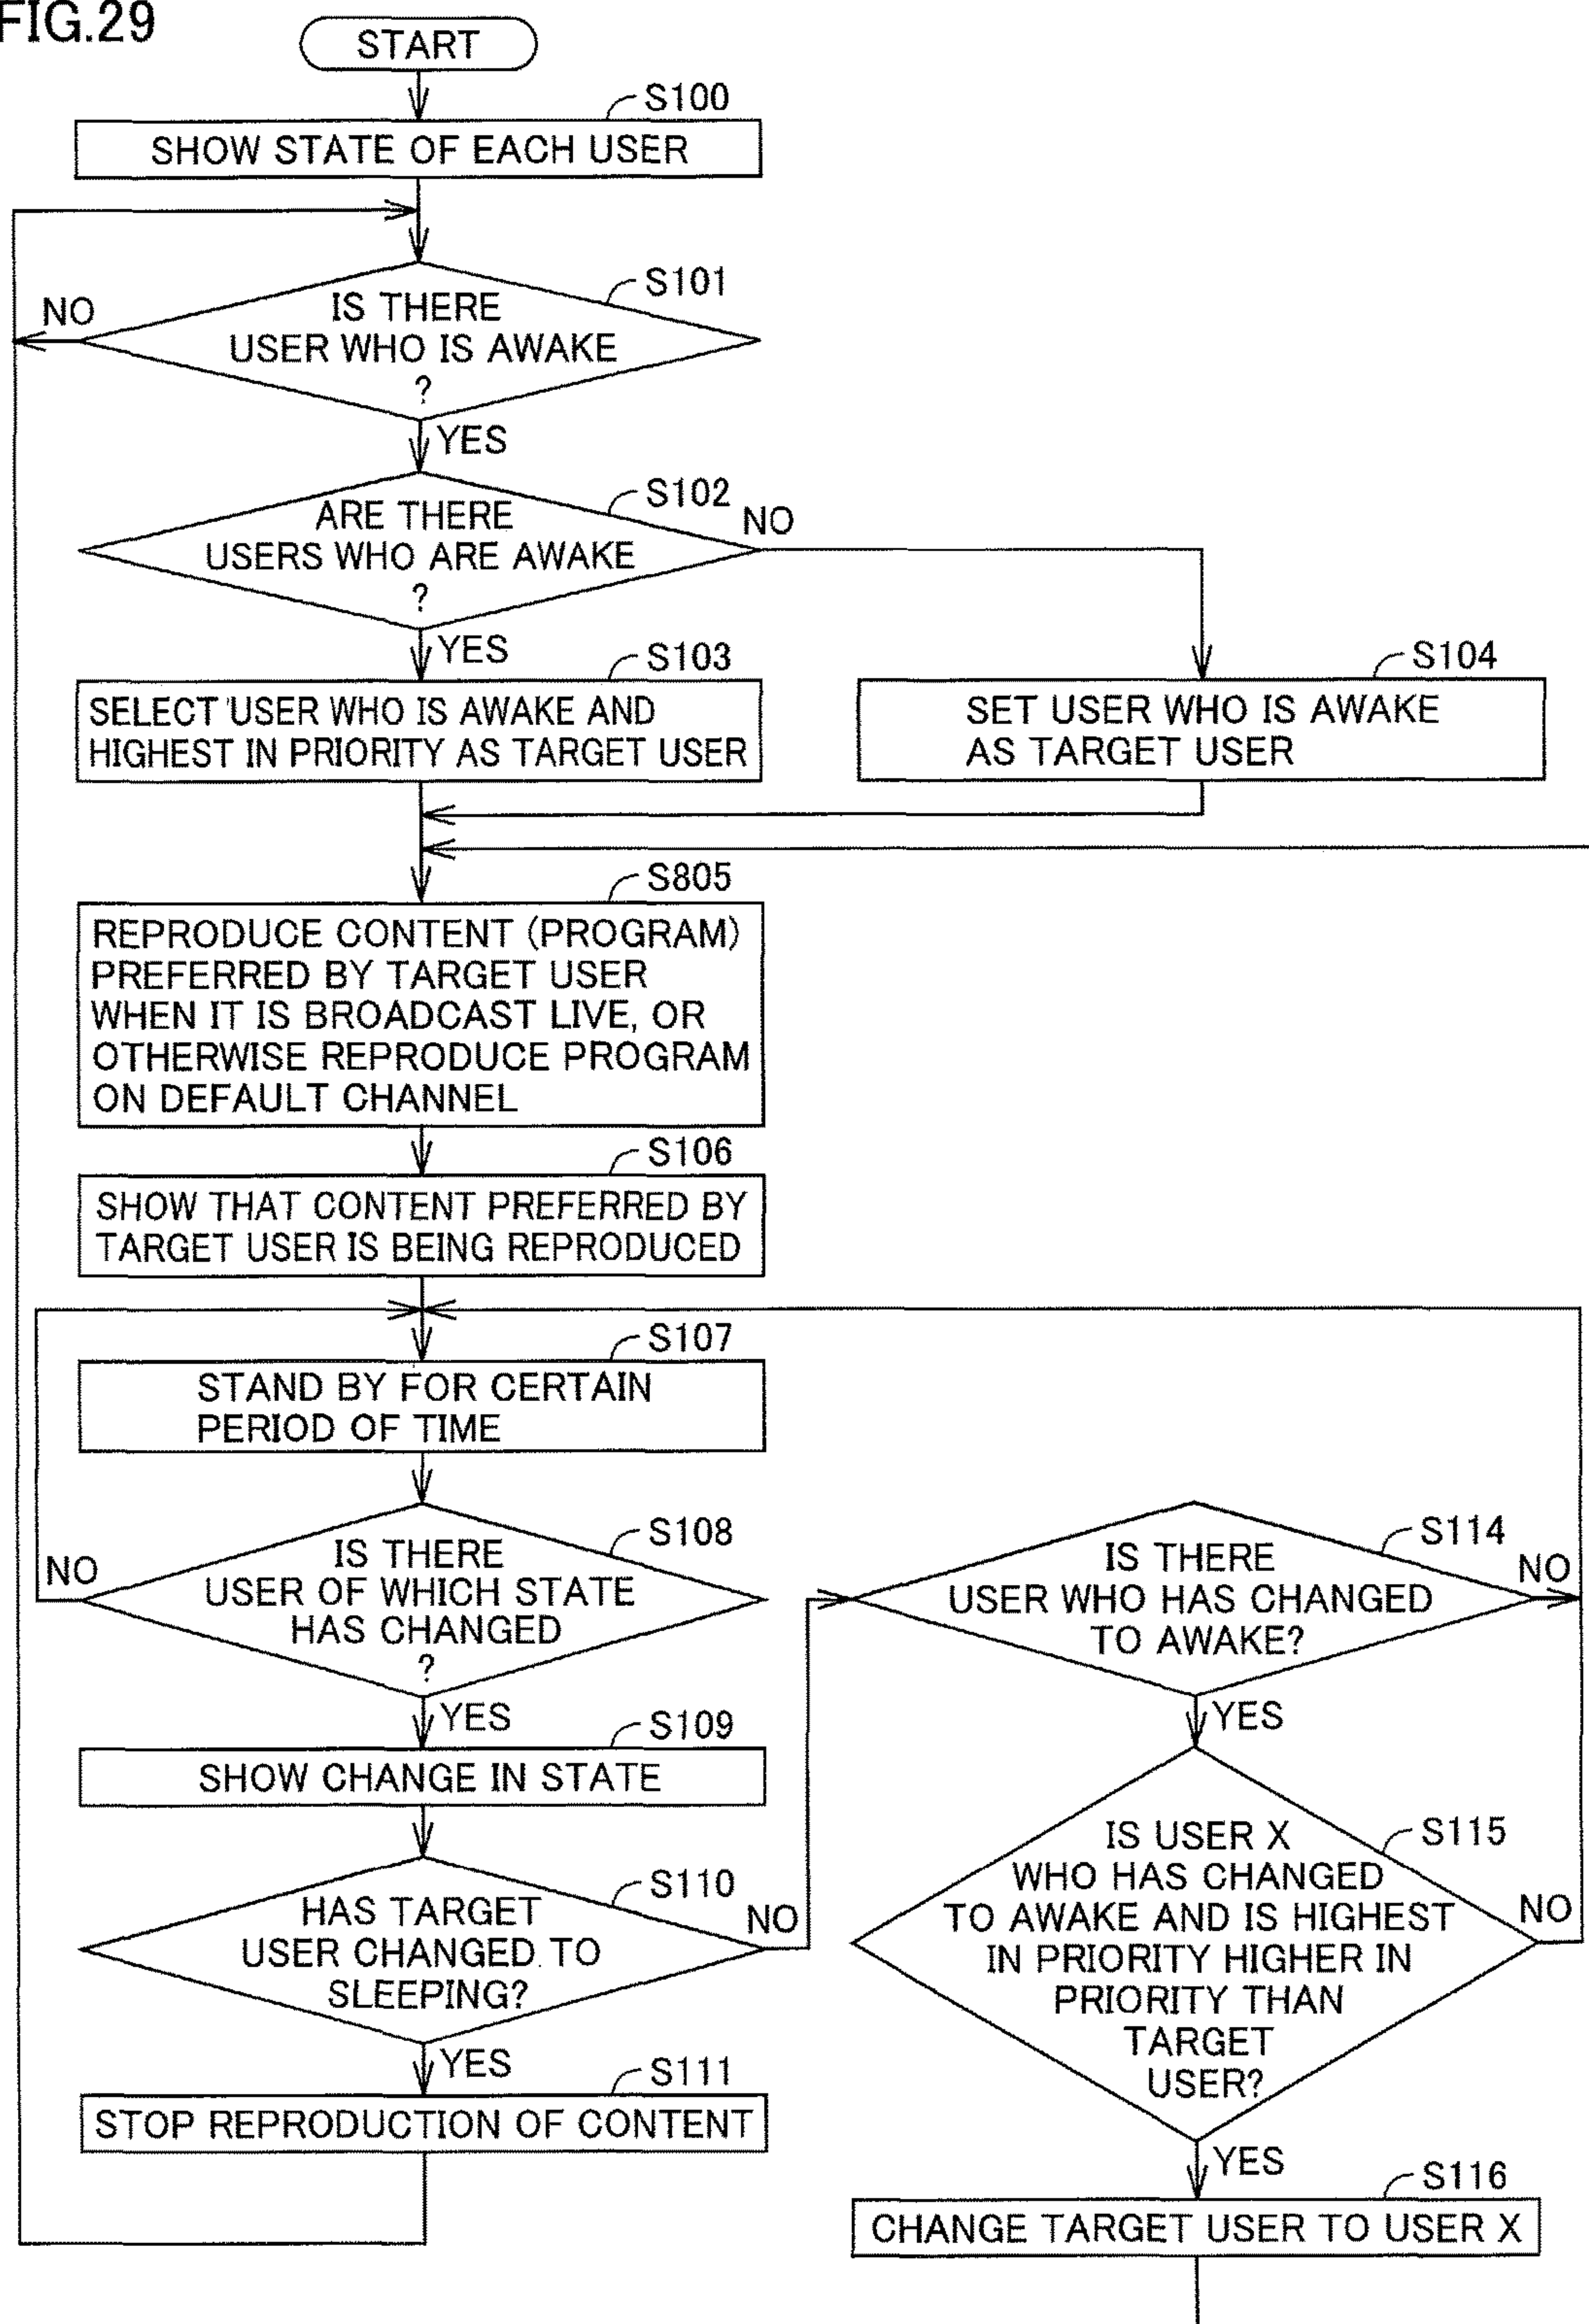 FIG.29
START
S100
SHOW STATE OF EACH USER
S101
IS THERE
USER WHO IS AWAKE
?
NO
YES
S102
ARE THERE
USERS WHO ARE AWAKE
?
NO
YES
S103
SELECT USER WHO IS AWAKE AND
HIGHEST IN PRIORITY AS TARGET USER
S104
SET USER WHO IS AWAKE
AS TARGET USER
S805
REPRODUCE CONTENT (PROGRAM)
PREFERRED BY TARGET USER
WHEN IT IS BROADCAST LIVE, OR
OTHERWISE REPRODUCE PROGRAM
ON DEFAULT CHANNEL
S106
SHOW THAT CONTENT PREFERRED BY
TARGET USER IS BEING REPRODUCED
S107
STAND BY FOR CERTAIN
PERIOD OF TIME
S108
IS THERE
USER OF WHICH STATE
HAS CHANGED
?
NO
YES
S109
SHOW CHANGE IN STATE
S110
HAS TARGET
USER CHANGED TO
SLEEPING?
NO
YES
S111
STOP REPRODUCTION OF CONTENT
S114
IS THERE
USER WHO HAS CHANGED
TO AWAKE?
NO
YES
S115
IS USER X
WHO HAS CHANGED
TO AWAKE AND IS HIGHEST
IN PRIORITY HIGHER IN
PRIORITY THAN
TARGET
USER?
NO
YES
S116
CHANGE TARGET USER TO USER X